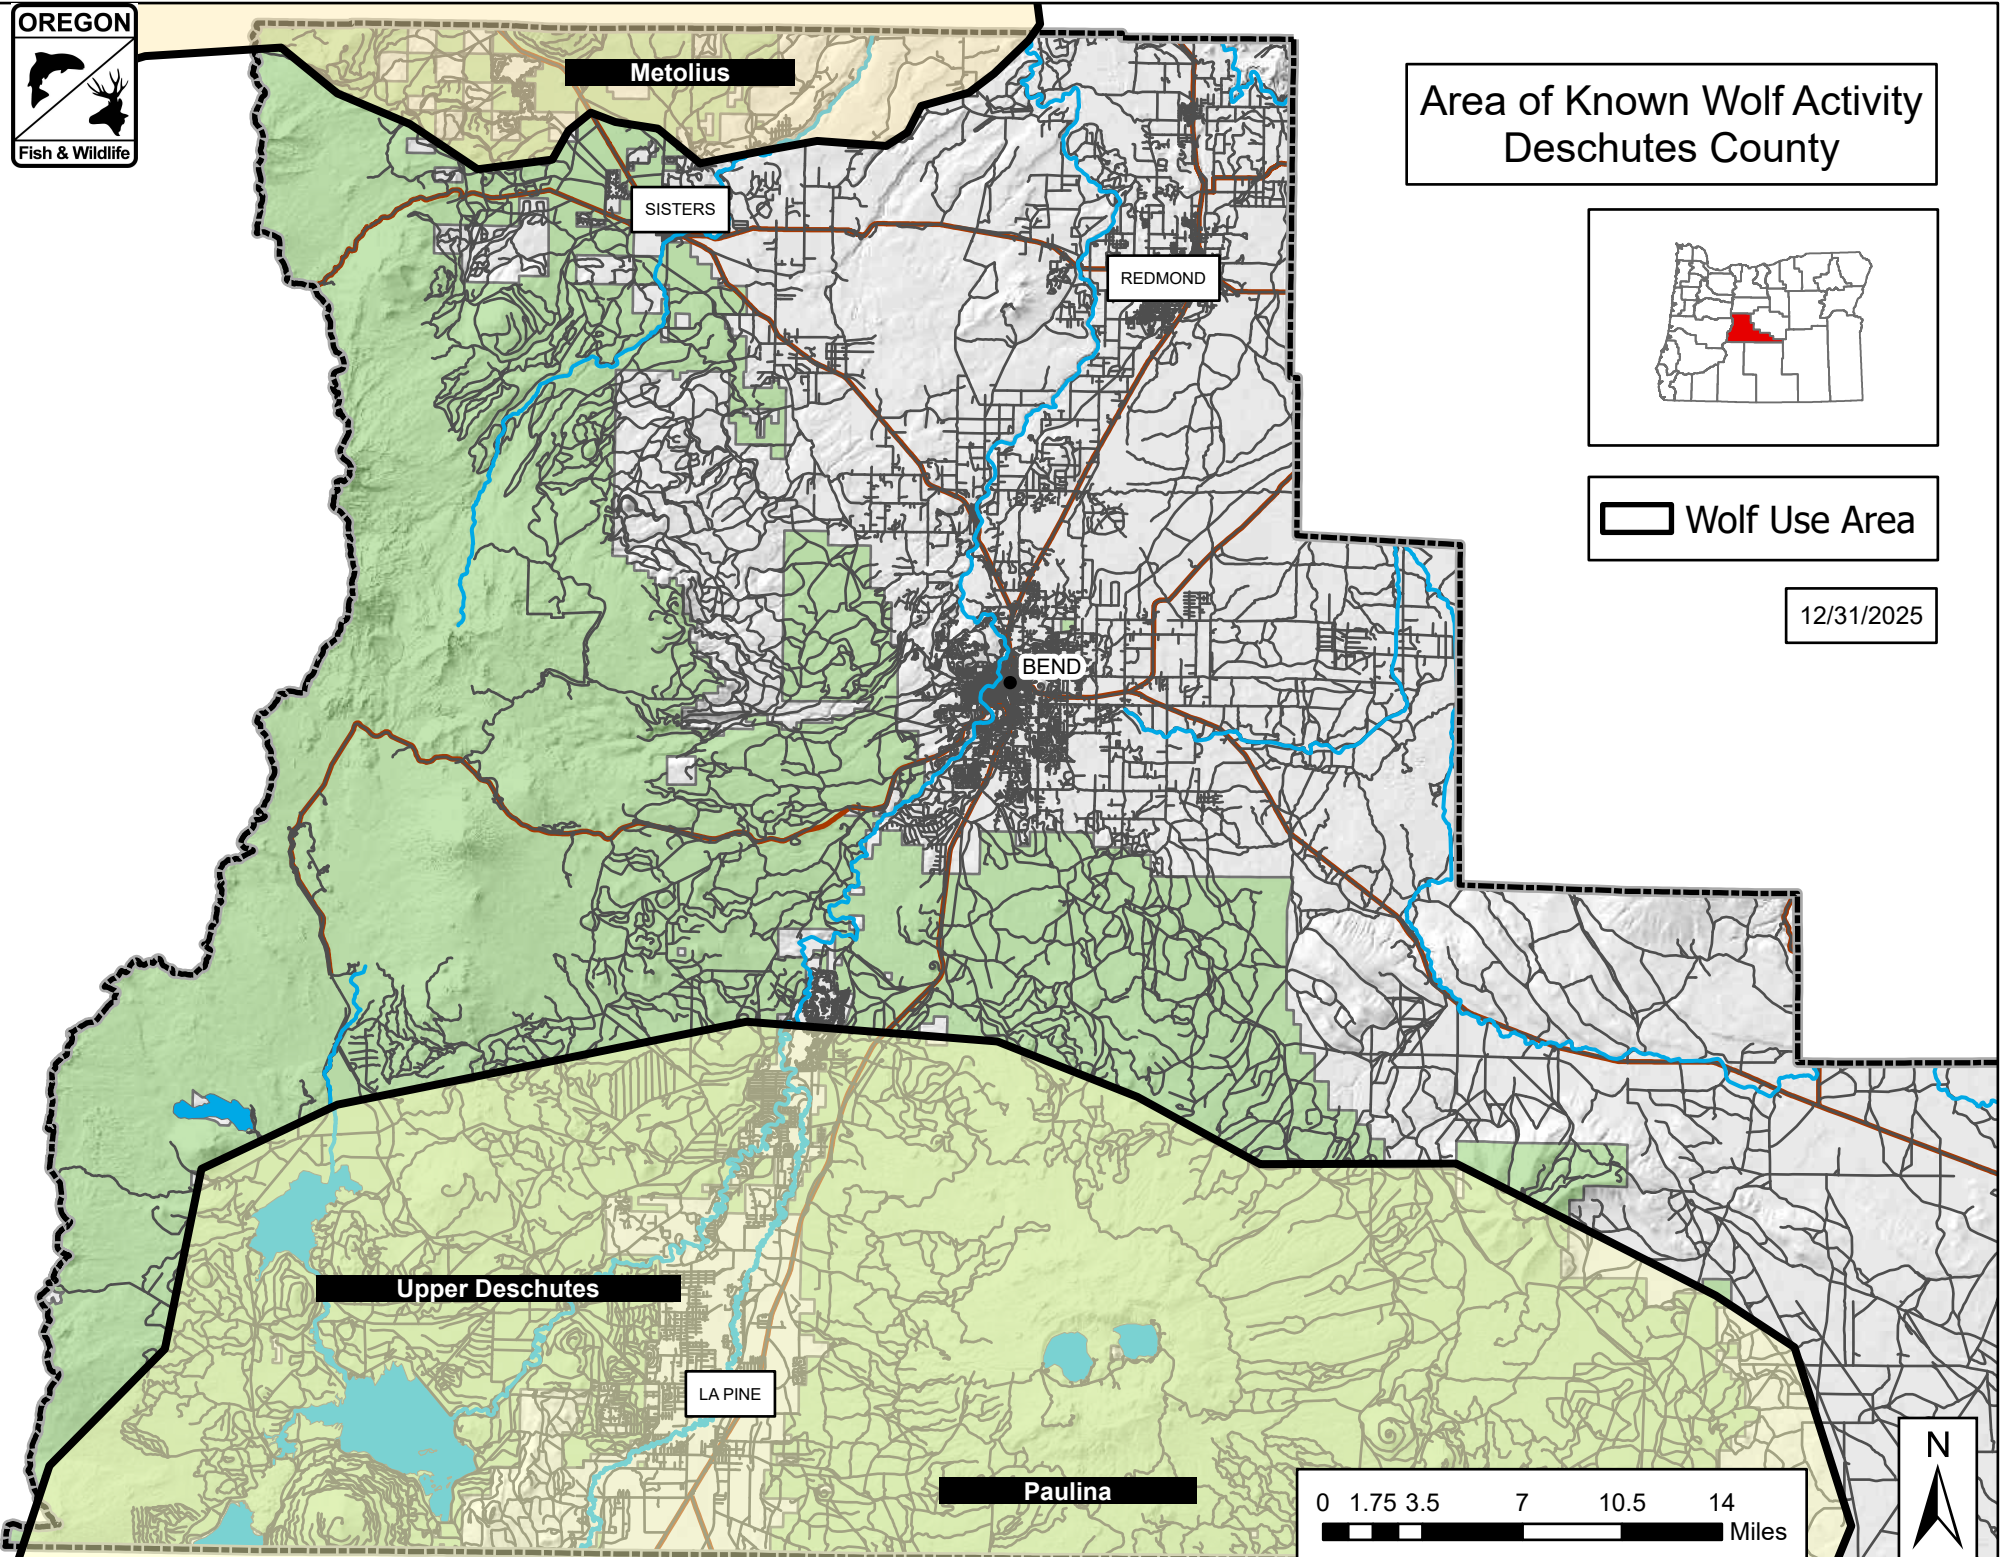 OREGON
Fish & Wildlife
Metolius
Area of Known Wolf Activity
Deschutes County
SISTERS
REDMOND
Wolf Use Area
12/31/2025
BEND
Upper Deschutes
LA PINE
Paulina
N
0 1.75 3.5 7 10.5 14
Miles